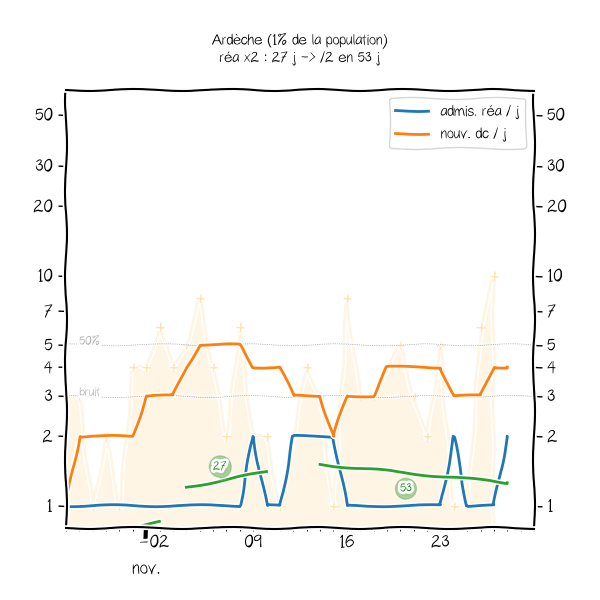 Ardèche (1% de la population)
réa x2 : 27 j -> /2 en 53 j
admis. réa / j
nouv. dc / j
50 50
30 30
20 20
10 10
7 7
5 50% 5
4 4
3 bruit 3
2 2
27
53
1 1
02 09 16 23
nov.